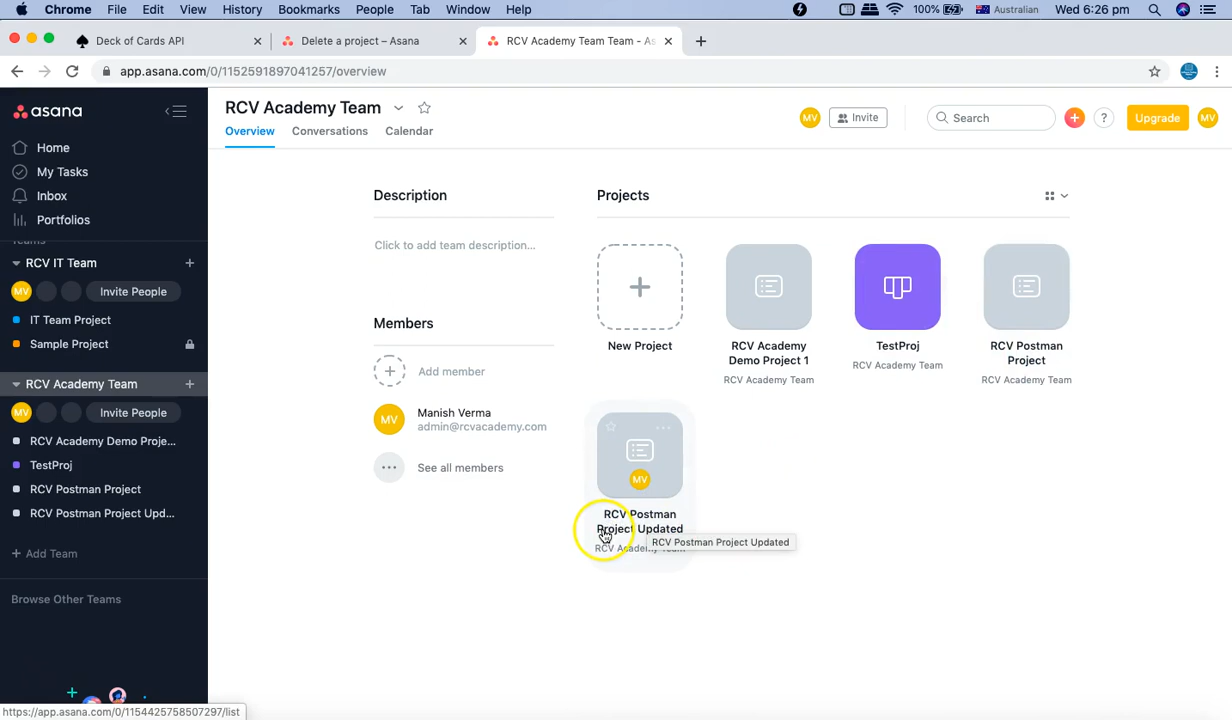 Chrome File Edit View History Bookmarks People Tab Window Help 100% Australian Wed 6:26 pm
Deck of Cards API
Delete a project – Asana
RCV Academy Team Team - As
app.asana.com/0/1152591897041257/overview
asana
Home
My Tasks
Inbox
Portfolios
Teams
RCV IT Team
MV
Invite People
IT Team Project
Sample Project
RCV Academy Team
MV
Invite People
RCV Academy Demo Proje...
TestProj
RCV Postman Project
RCV Postman Project Upd...
+ Add Team
Browse Other Teams
https://app.asana.com/0/1154425758507297/list
RCV Academy Team
Overview Conversations Calendar
MV
Invite
Search
?
Upgrade
MV
Description
Click to add team description...
Members
Add member
MV
Manish Verma
admin@rcvacademy.com
See all members
Projects
New Project
RCV Academy
Demo Project 1
RCV Academy Team
TestProj
RCV Academy Team
RCV Postman
Project
RCV Academy Team
MV
RCV Postman
Project Updated
RCV Academy Team
RCV Postman Project Updated